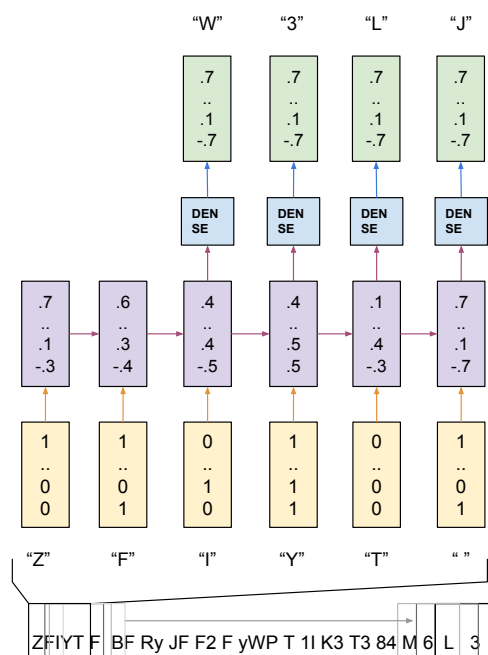 “W” “3” “L” “J”
.7 .7 .7 .7
.. .. .. ..
.1 .1 .1 .1
-.7 -.7 -.7 -.7
DEN DEN DEN DEN
SE SE SE SE
.7 .6 .4 .4 .1 .7
.. .. .. .. .. ..
.1 .3 .4 .5 .4 .1
-.3 -.4 -.5 .5 -.3 -.7
1 1 0 1 0 1
.. .. .. .. .. ..
0 0 1 1 0 0
0 1 0 1 0 1
“Z” “F” “I” “Y” “T” “ ”
ZFIYT F BF Ry JF F2 F yWP T 1I K3 T3 84 M 6 L 3